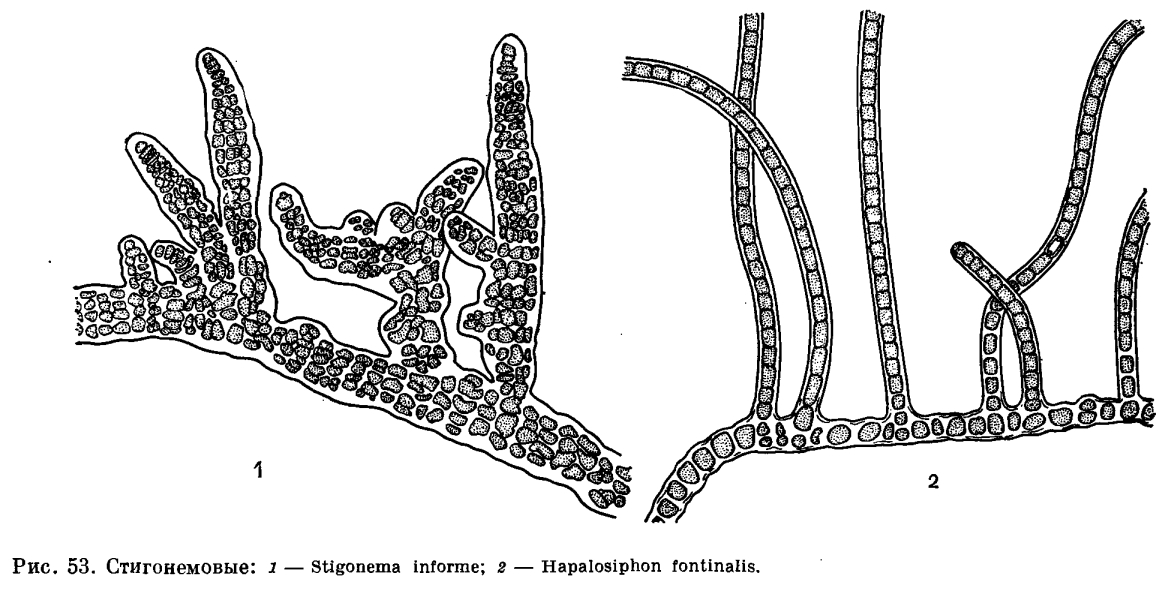 1
2
Рис. 53. Стигонемовые: 1 — Stigonema informe; 2 — Hapalosiphon fontinalis.